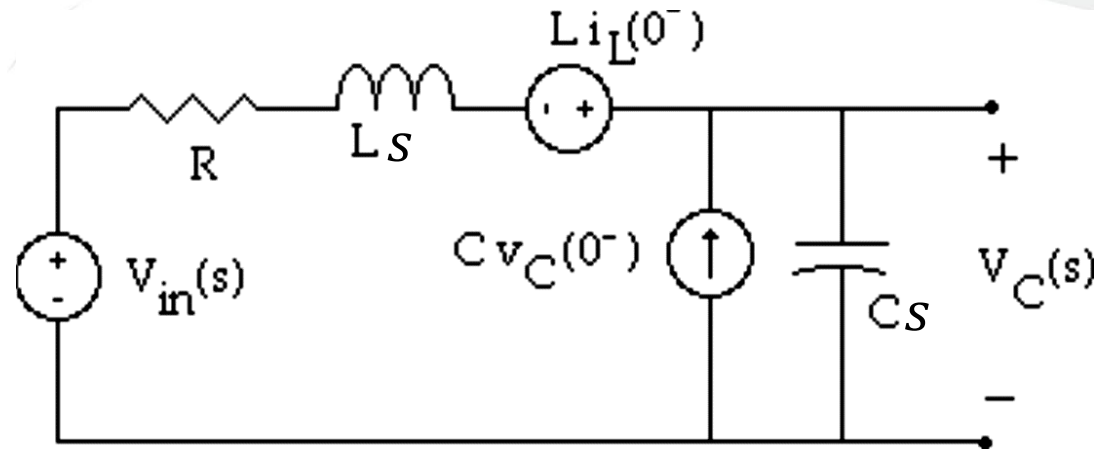 L i_L(0⁻)
R
L s
+
-
V_in(s)
- +
C v_C(0⁻)
C s
+
V_C(s)
−